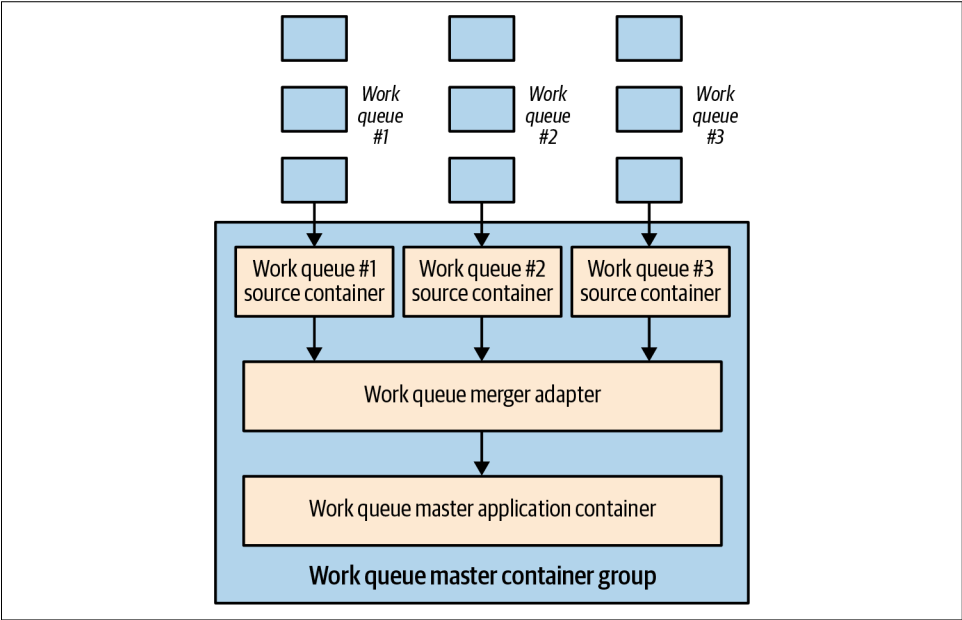 Work
queue
#1
Work
queue
#2
Work
queue
#3
Work queue #1
source container
Work queue #2
source container
Work queue #3
source container
Work queue merger adapter
Work queue master application container
Work queue master container group